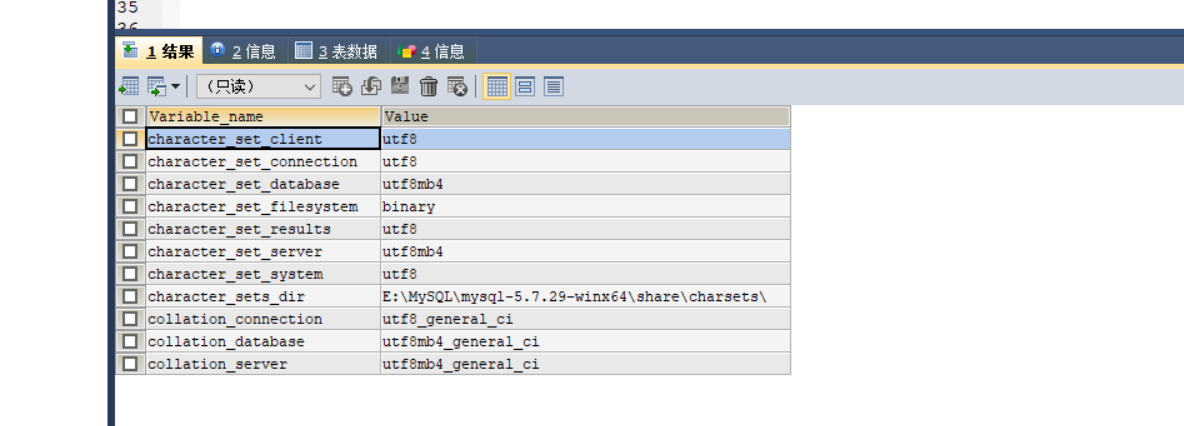 35
36
1 结果 2 信息 3 表数据 4 信息
（只读）
Variable_name Value
character_set_client utf8
character_set_connection utf8
character_set_database utf8mb4
character_set_filesystem binary
character_set_results utf8
character_set_server utf8mb4
character_set_system utf8
character_sets_dir E:\MySQL\mysql-5.7.29-winx64\share\charsets\
collation_connection utf8_general_ci
collation_database utf8mb4_general_ci
collation_server utf8mb4_general_ci